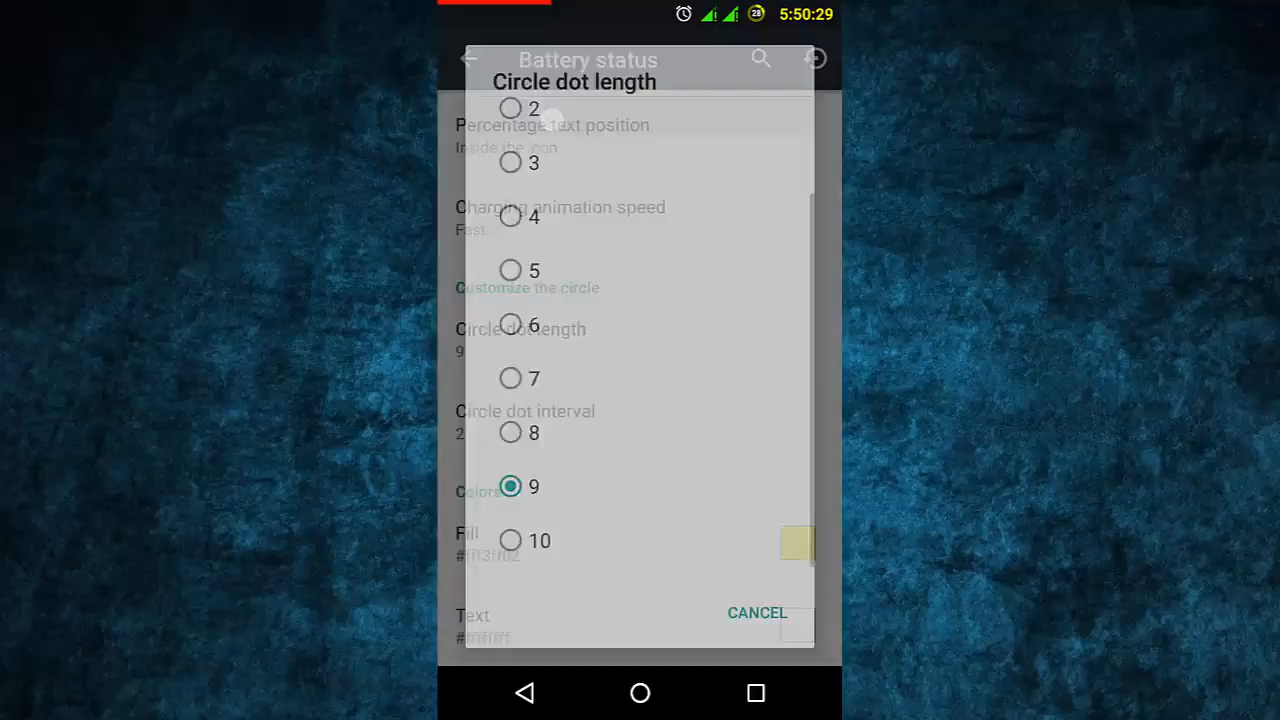 28 5:50:29
Battery status
Circle dot length
2
Percentage text position
Inside the icon
3
Charging animation speed
4
Fast
5
Customize the circle
6
Circle dot length
9
7
Circle dot interval
2
8
9
Colors
Fill
10
#fff3ff02
CANCEL
Text
#ffffffff